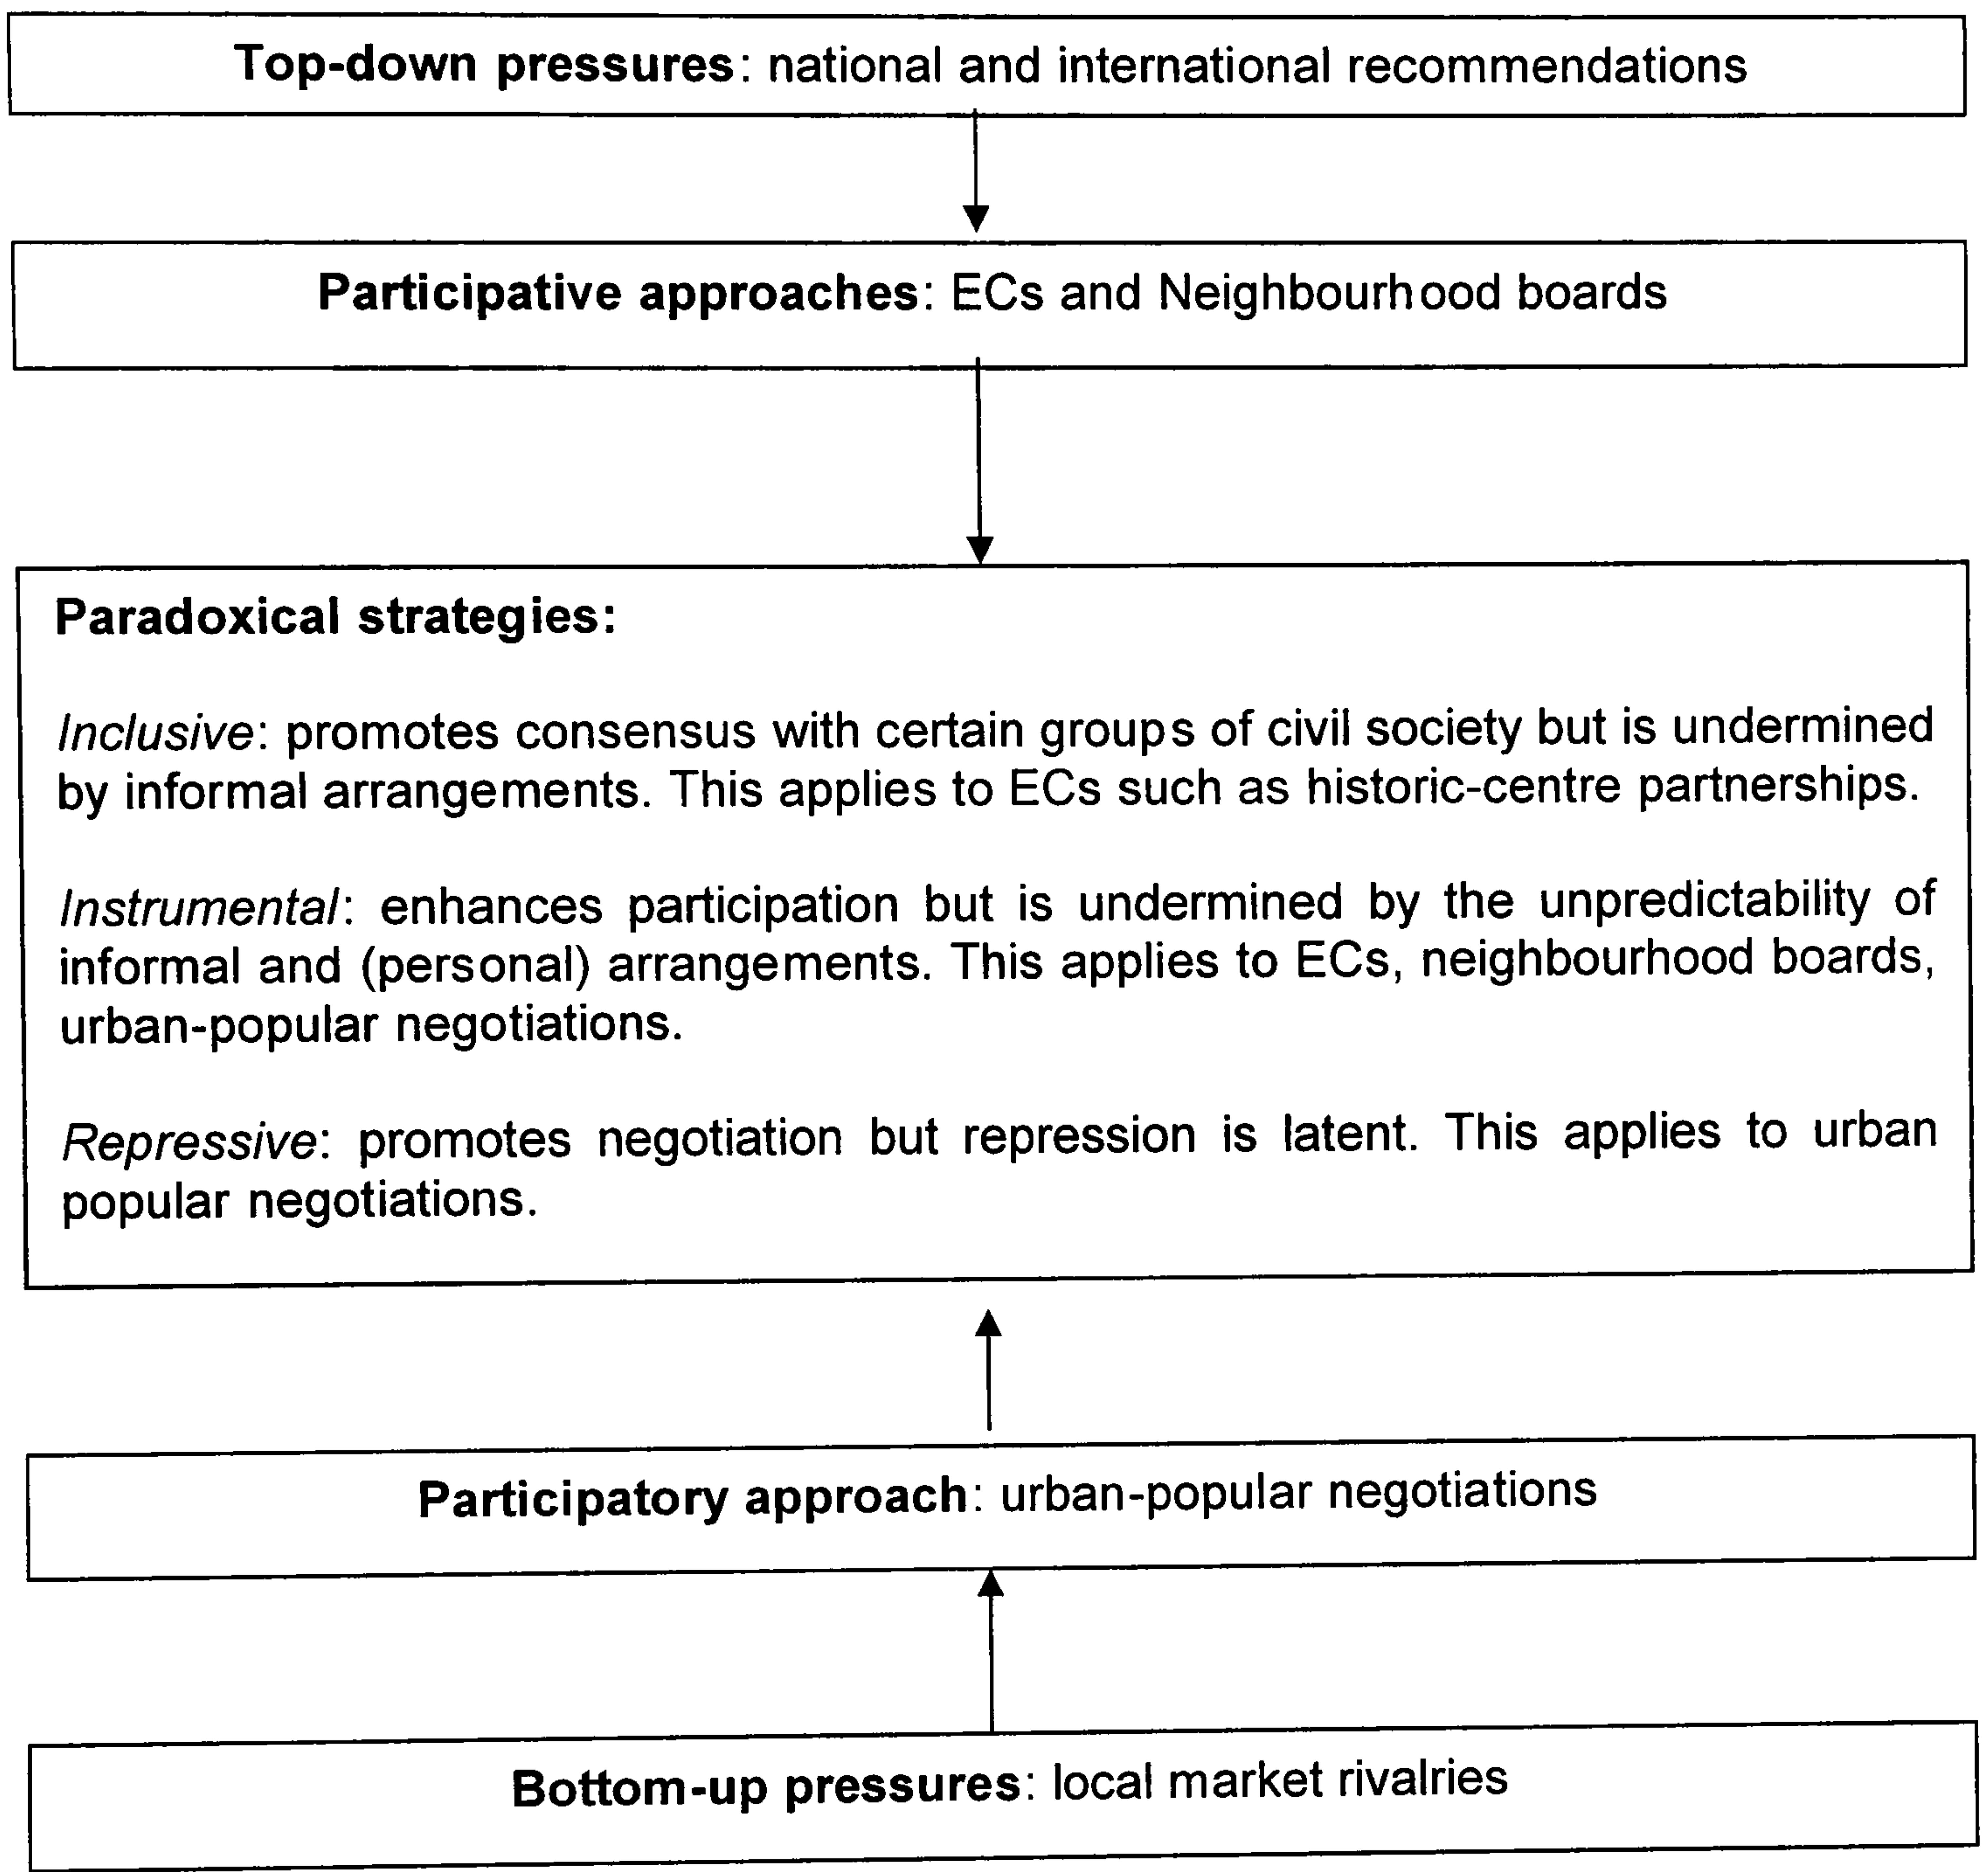 Top-down pressures: national and international recommendations
Participative approaches: ECs and Neighbourhood boards
Paradoxical strategies:
Inclusive: promotes consensus with certain groups of civil society but is undermined
by informal arrangements. This applies to ECs such as historic-centre partnerships.
Instrumental: enhances participation but is undermined by the unpredictability of
informal and (personal) arrangements. This applies to ECs, neighbourhood boards,
urban-popular negotiations.
Repressive: promotes negotiation but repression is latent. This applies to urban
popular negotiations.
Participatory approach: urban-popular negotiations
Bottom-up pressures: local market rivalries